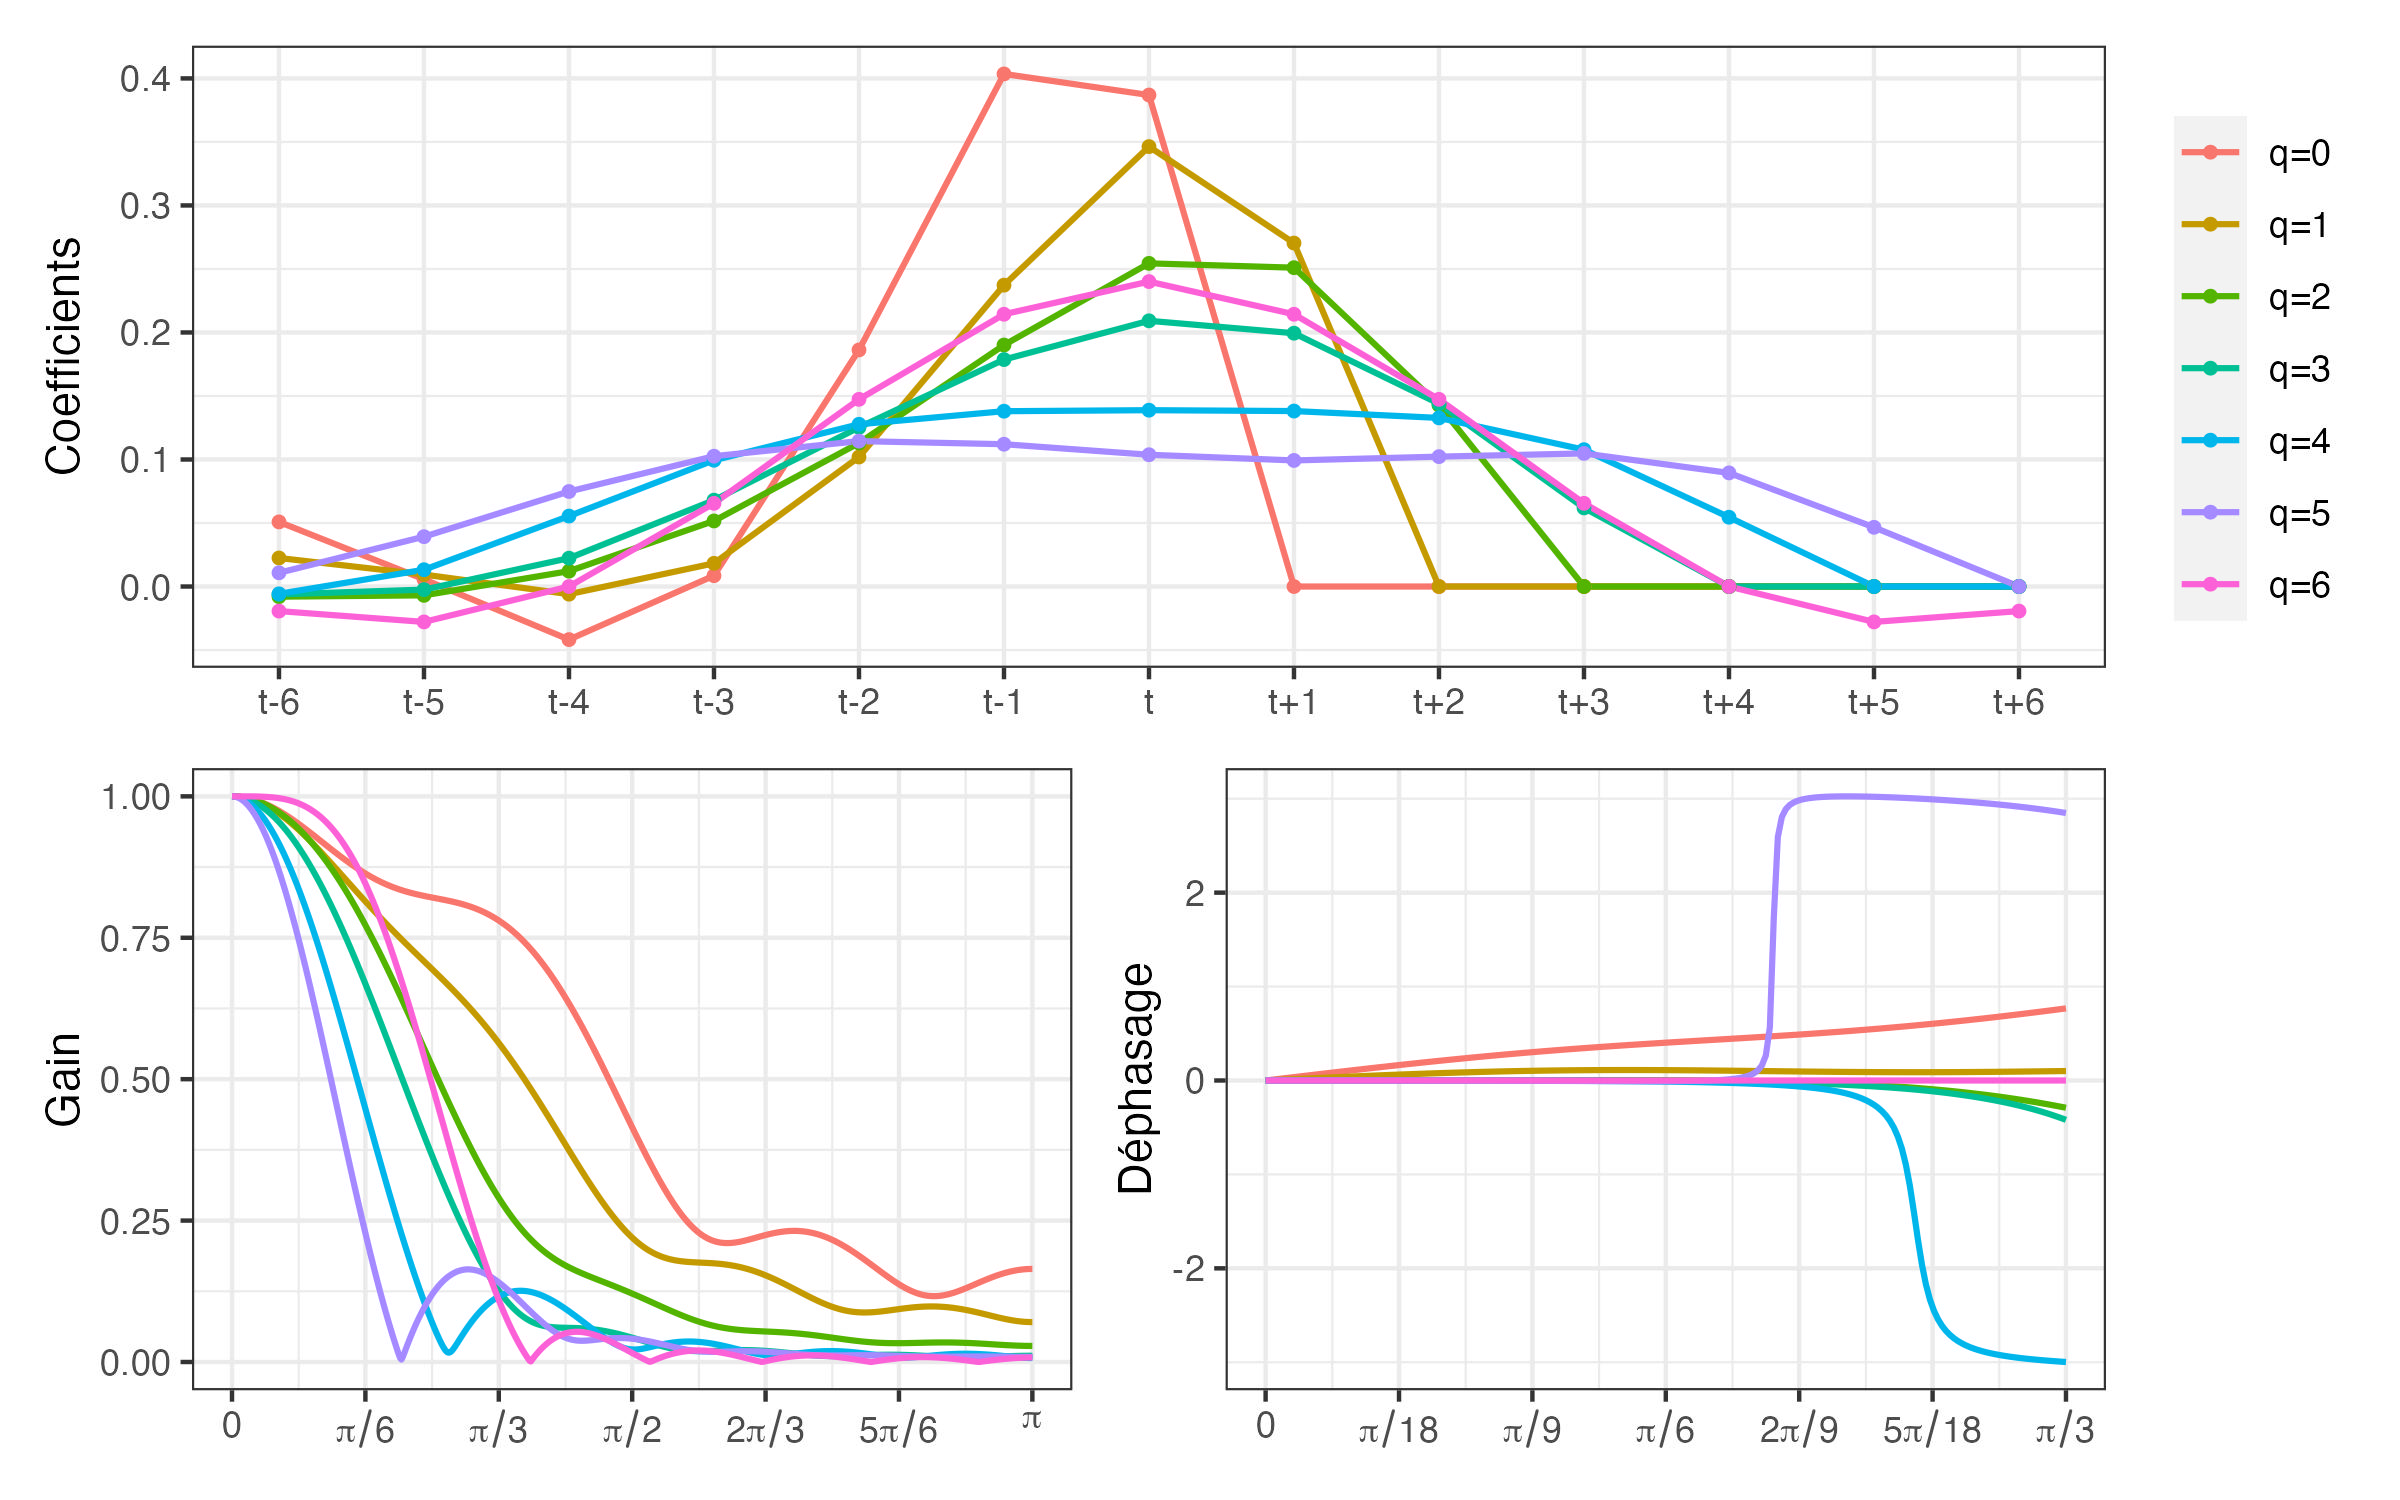 Coefficients
0.4
0.3
0.2
0.1
0.0
t-6 t-5 t-4 t-3 t-2 t-1 t t+1 t+2 t+3 t+4 t+5 t+6
q=0
q=1
q=2
q=3
q=4
q=5
q=6
Gain
1.00
0.75
0.50
0.25
0.00
0 π/6 π/3 π/2 2π/3 5π/6 π
Déphasage
2
0
-2
0 π/18 π/9 π/6 2π/9 5π/18 π/3